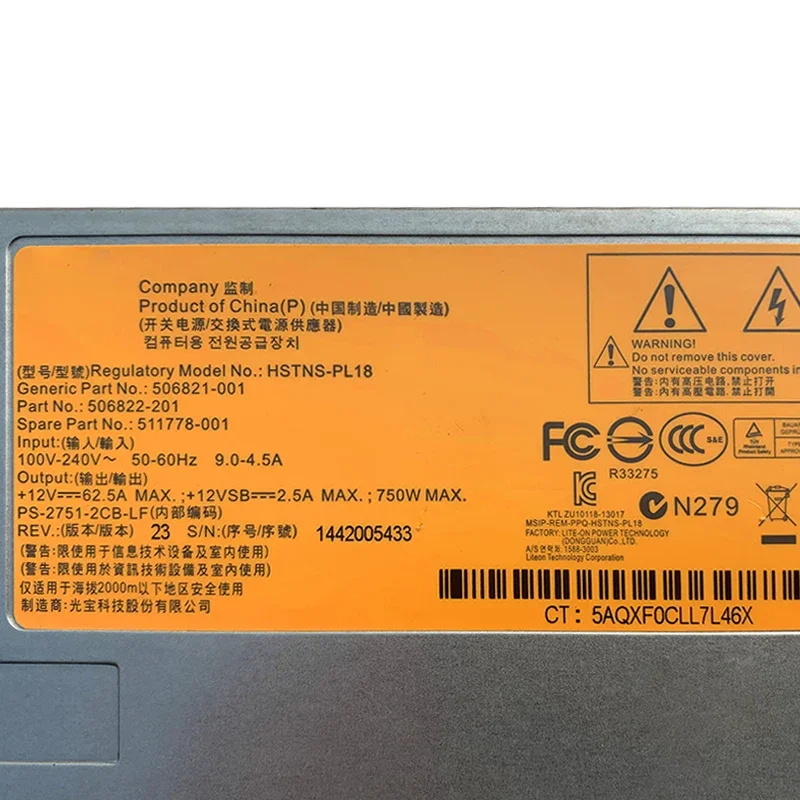 Company 监制
Product of China(P) (中国制造/中國製造)
(开关电源/交換式電源供應器)
컴퓨터용 전원공급장치
(型号/型號)Regulatory Model No.: HSTNS-PL18
Generic Part No.: 506821-001
Part No.: 506822-201
Spare Part No.: 511778-001
Input:(输入/輸入)
100V-240V～ 50-60Hz 9.0-4.5A
Output:(输出/輸出)
+12V⎓62.5A MAX. ;+12VSB⎓2.5A MAX. ; 750W MAX.
PS-2751-2CB-LF(内部编码)
REV.:(版本/版本) 23 S/N:(序号/序號) 1442005433
(警告:限使用于信息技术设备及室内使用)
(警告:限使用於資訊技術設備及室內使用)
仅适用于海拔2000m以下地区安全使用
制造商: 光宝科技股份有限公司
WARNING!
Do not remove this cover.
No serviceable components in
警告:内有高压电路,禁止打开
警告:內有高壓電路,禁止打開
FC CCC S&E
TÜV
Rheinland
BAUA
GEPR
TYPE
APPROV
R33275
KTL ZU10118-13017
MSIP-REM-PPQ-HSTNS-PL18
FACTORY: LITE-ON POWER TECHNOLOGY
(DONGGUAN)Co.,LTD.
A/S 연락처: 1588-3003
Liteon Technology Corporation
N279
CT: 5AQXF0CLL7L46X